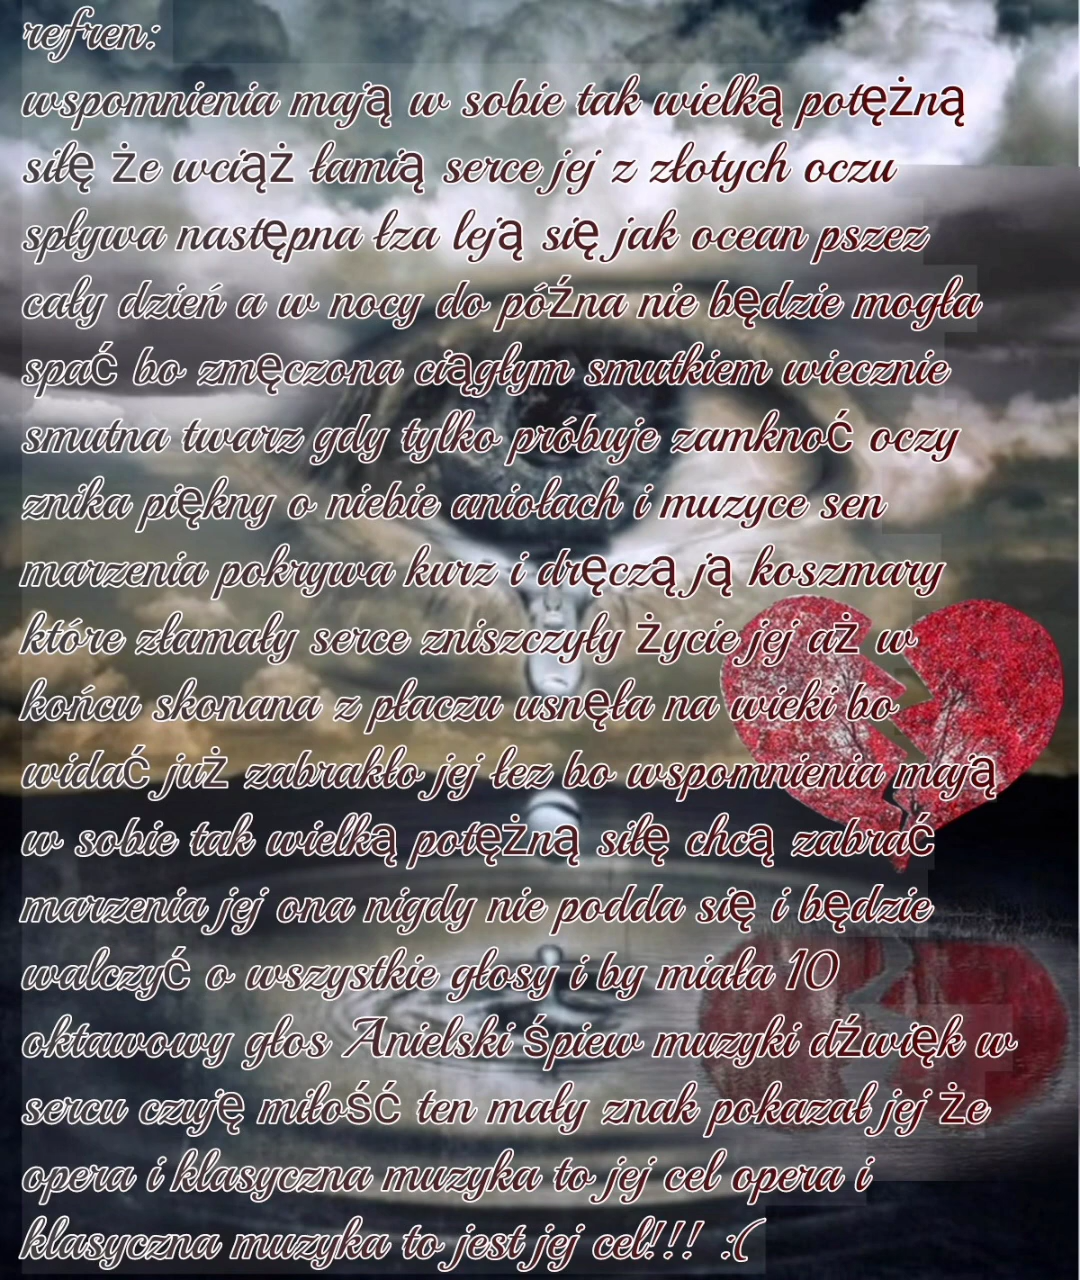 refren:
wspomnienia mają w sobie tak wielką potężną
siłę że wciąż łamią serce jej z złotych oczu
spływa następna łza leją się jak ocean pszez
cały dzień a w nocy do późna nie będzie mogła
spać bo zmęczona ciągłym smutkiem wiecznie
smutna twarz gdy tylko próbuje zamknoć oczy
znika piękny o niebie aniołach i muzyce sen
marzenia pokrywa kurz i dręczą ją koszmary
które złamały serce zniszczyły życie jej aż w
końcu skonana z płaczu usnęła na wieki bo
widać już zabrakło jej łez bo wspomnienia mają
w sobie tak wielką potężną siłę chcą zabrać
marzenia jej ona nigdy nie podda się i będzie
walczyć o wszystkie głosy i by miała 10
oktawowy głos Anielski śpiew muzyki dźwięk w
sercu czuję miłość ten mały znak pokazał jej że
opera i klasyczna muzyka to jej cel opera i
klasyczna muzyka to jest jej cel!!! :(